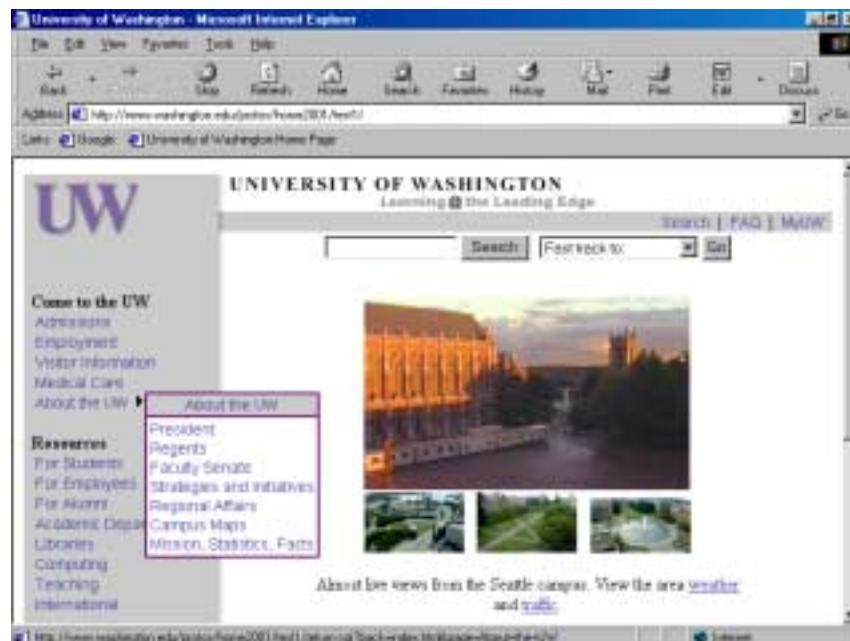 University of Washington - Microsoft Internet Explorer
File Edit View Favorites Tools Help
Back Stop Refresh Home Search Favorites History Mail Print Edit Discuss
Address
Links Google University of Washington Home Page
UW
UNIVERSITY OF WASHINGTON
Learning @ the Leading Edge
Search | FAQ | MyUW
Search Fast track to: Go
Come to the UW
Admissions
Employment
Visitor Information
Medical Care
About the UW
About the UW
President
Regents
Faculty Senate
Strategies and Initiatives
Regional Affairs
Campus Maps
Mission, Statistics, Facts
Resources
For Students
For Employees
For Alumni
Academic
Libraries
Computing
Teaching
International
Almost live views from the Seattle campus. View the area weather
and traffic.
Internet